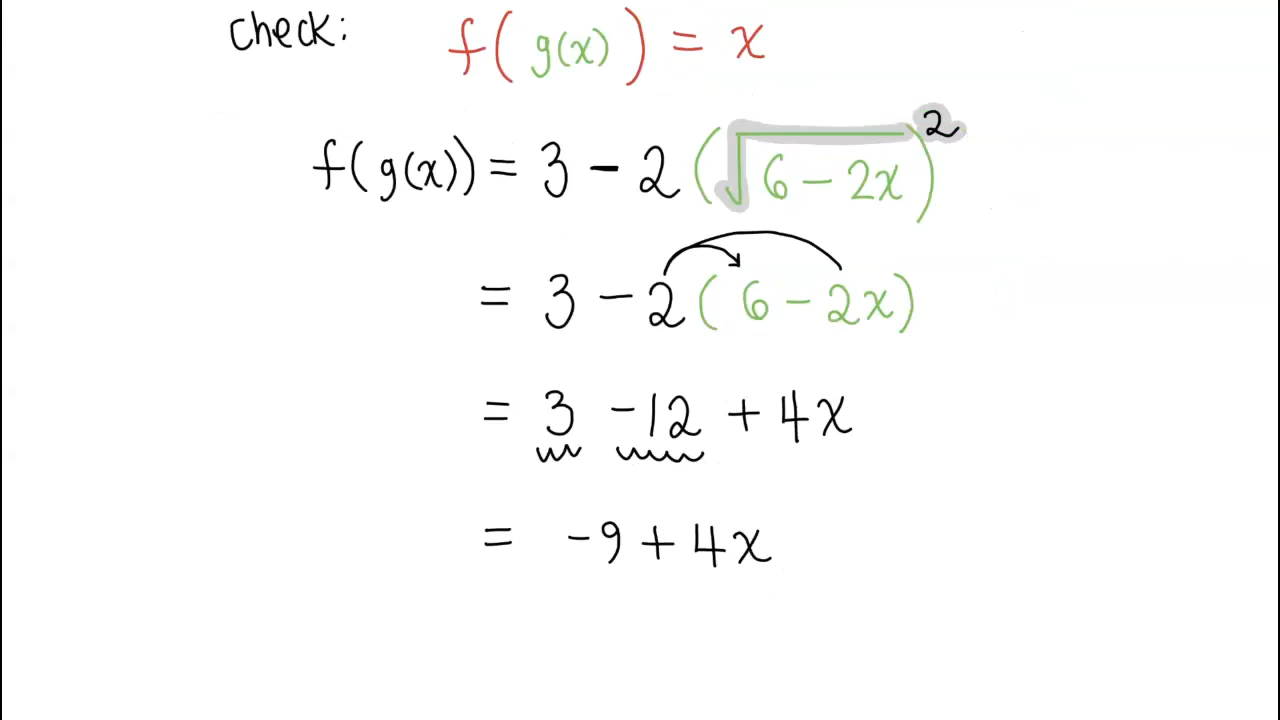 check: f(g(x)) = x
f(g(x)) = 3 - 2(√6 - 2x)²
= 3 - 2(6 - 2x)
= 3 -12 + 4x
= -9 + 4x